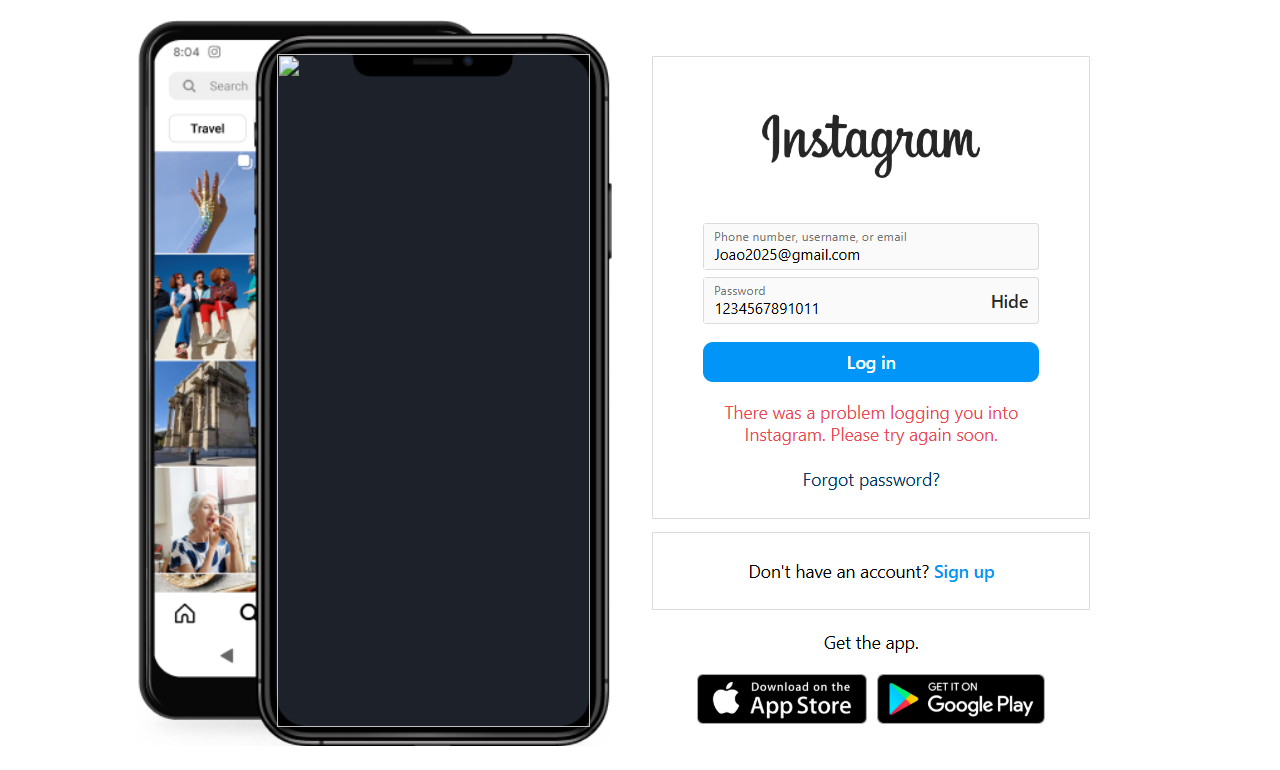 8:04
Search
Travel
Instagram
Phone number, username, or email
Joao2025@gmail.com
Password
1234567891011
Hide
Log in
There was a problem logging you into
Instagram. Please try again soon.
Forgot password?
Don't have an account? Sign up
Get the app.
Download on the
App Store
GET IT ON
Google Play